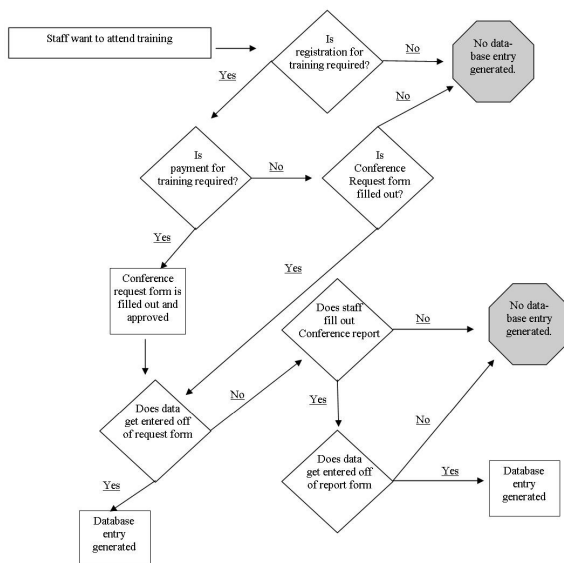 Staff want to attend training
Is
registration for
training required?
No
No data-
base entry
generated.
Yes
No
Is
payment for
training required?
No
Is
Conference
Request form
filled out?
Yes
Yes
Conference
request form is
filled out and
approved
Does staff
fill out
Conference report
No
No data-
base entry
generated.
Does data
get entered off
of request form
No
Yes
No
Does data
get entered off
of report form
Yes
Database
entry
generated
Yes
Database
entry
generated